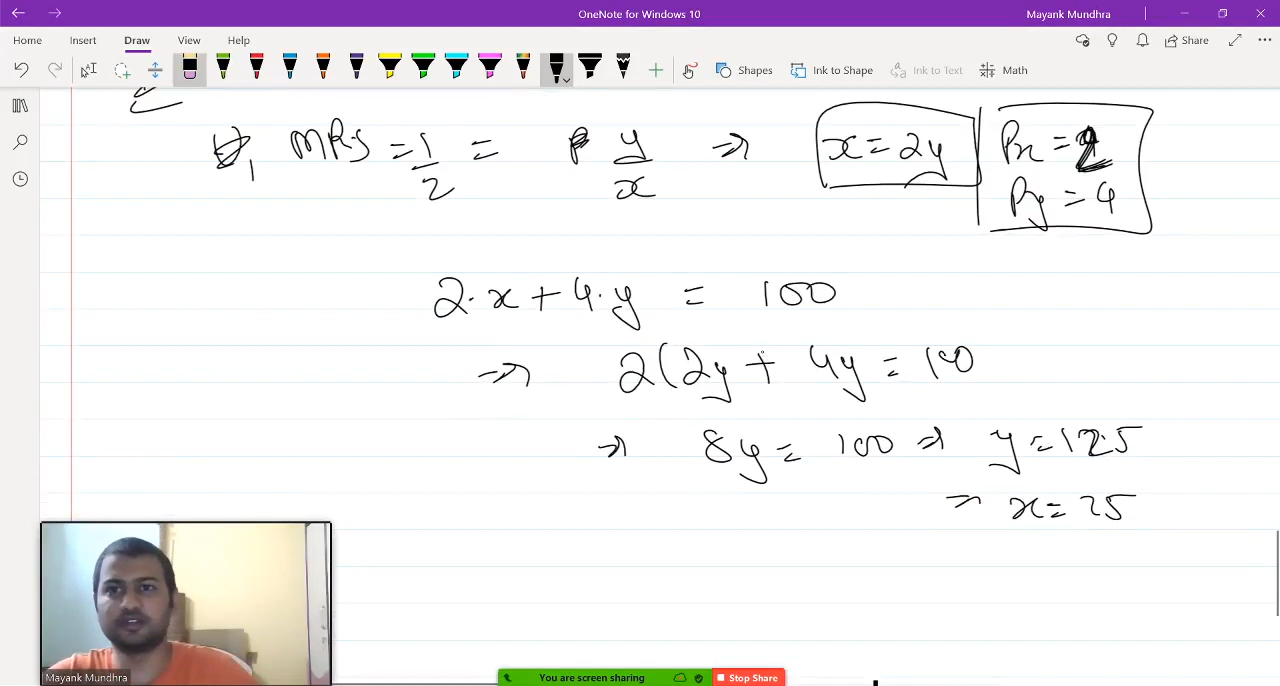 OneNote for Windows 10
Mayank Mundhra
Home Insert Draw View Help
Share
Shapes Ink to Shape Ink to Text Math
MRS = 1/2 = y/x ⇒ x = 2y
Px = 2
Py = 4
2·x + 4·y = 100
⇒ 2(2y + 4y = 100
⇒ 8y = 100 ⇒ y = 12.5
⇒ x = 25
Mayank Mundhra
You are screen sharing Stop Share